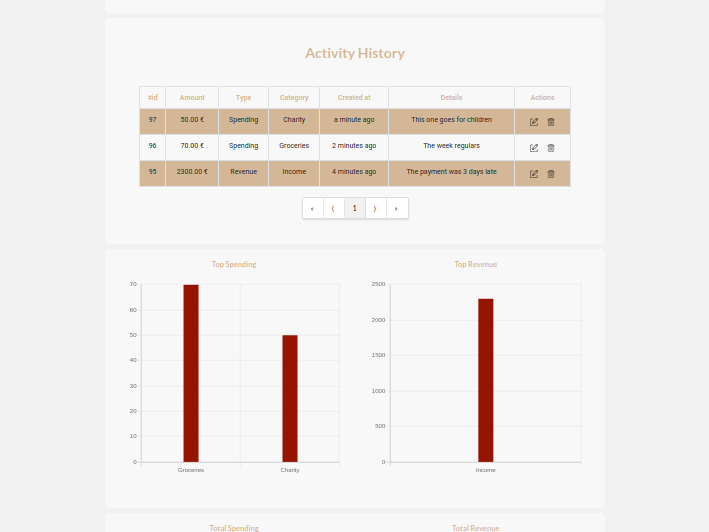 Activity History
#id Amount Type Category Created at Details Actions
97 50.00 € Spending Charity a minute ago This one goes for children
96 70.00 € Spending Groceries 2 minutes ago The week regulars
95 2300.00 € Revenue Income 4 minutes ago The payment was 3 days late
« ⟨ 1 ⟩ »
Top Spending
70
60
50
40
30
20
10
0
Groceries Charity
Top Revenue
2500
2000
1500
1000
500
0
Income
Total Spending Total Revenue